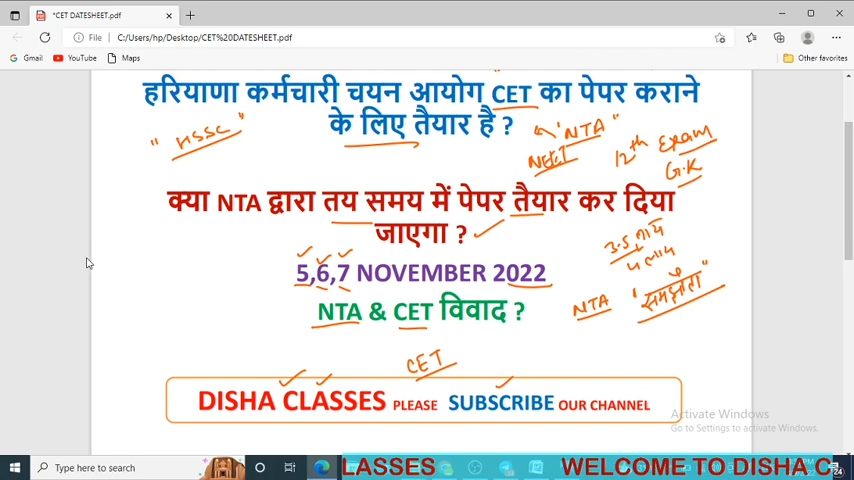 *CET DATESHEET.pdf
File
C:/Users/hp/Desktop/CET%20DATESHEET.pdf
Gmail YouTube Maps Other favorites
हरियाणा कर्मचारी चयन आयोग CET का पेपर कराने
के लिए तैयार है ?
"HSSC"
"NTA"
NEET
12th Exam
G.K
क्या NTA द्वारा तय समय में पेपर तैयार कर दिया
जाएगा ?
3.5 लाख
5,6,7 NOVEMBER 2022
NTA "समझौता"
NTA & CET विवाद ?
CET
DISHA CLASSES PLEASE SUBSCRIBE OUR CHANNEL
Activate Windows
Go to Settings to activate Windows.
Type here to search
LASSES WELCOME TO DISHA C
24